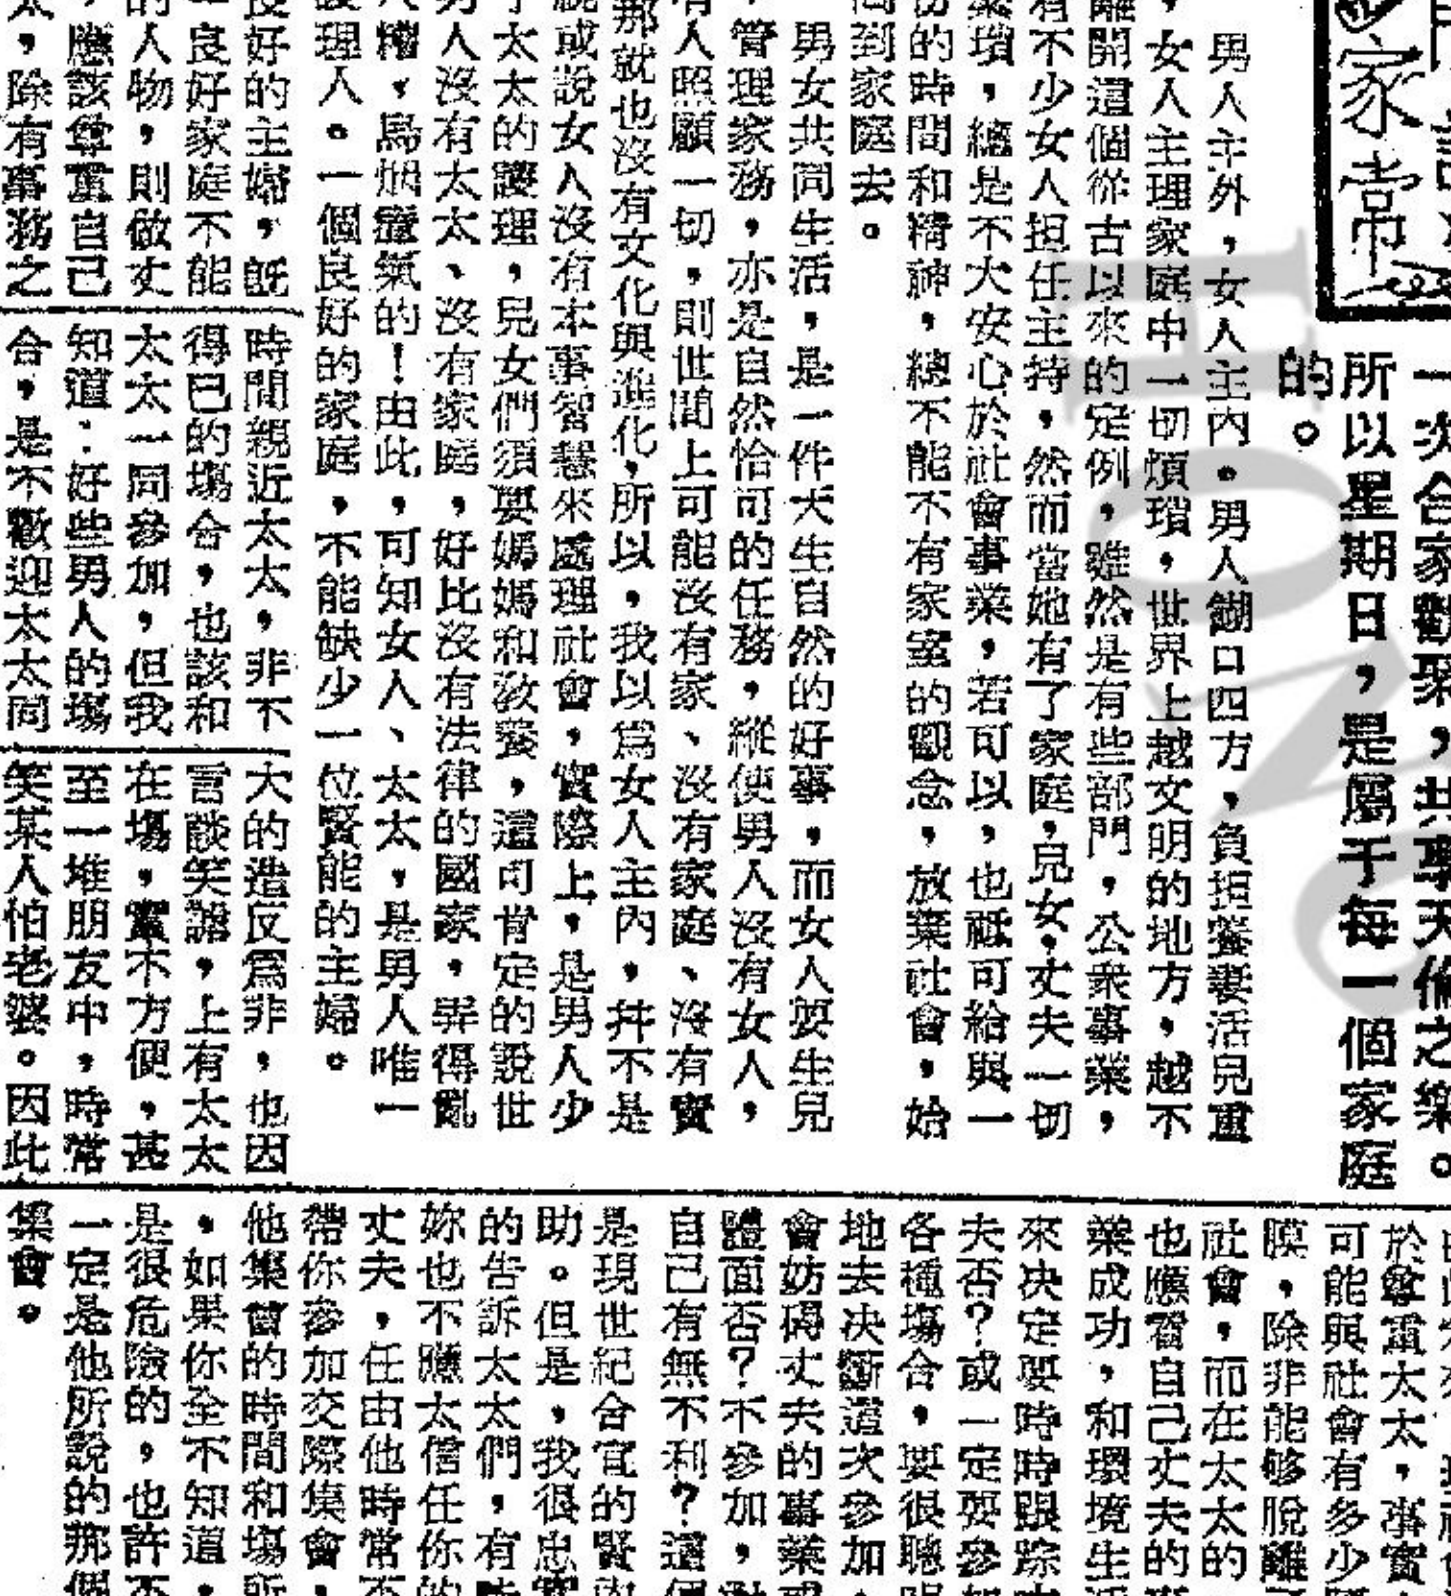 家常
一次合家歡聚，共享天倫之樂。
所以星期日，是屬于每一個家庭
的。
男人主外，女人主內。男人餬口四方，負担養妻活兒重
，女人主理家庭中一切煩瑣，世界上越文明的地方，越不
離開這個從古以來的定例，雖然是有些部門，公衆事業，
有不少女人担任主持，然而當她有了家庭，兒女，丈夫一切
瑣，總是不大安心於社會事業，若可以，也祗可給與一
的時間和精神，總不能不有家室的觀念，放棄社會，始
到家庭去。
男女共同生活，是一件天生自然的好事，而女人要生兒
，管理家務，亦是自然恰可的任務，縱使男人沒有女人，
有人照顧一切，則世間上可能沒有家、沒有家庭、沒有實
那就也沒有文化與進化，所以，我以爲女人主內，幷不是
說或說女人沒有本事智慧來處理社會，實際上，是男人少
太太的護理，兒女們須要媽媽和敎養，這可肯定的說世
男人沒有太太、沒有家庭，好比沒有法律的國家，弄得亂
糟，烏烟瘴氣的！由此，可知女人、太太，是男人唯一
護理人。一個良好的家庭，不能缺少一位賢能的主婦。
良好的主婦，旣
良好家庭不能
的人物，則做丈
，應該尊重自己
太，除有事務之
時間親近太太，非不
得已的場合，也該和
太太一同參加，但我
知道：好些男人的場
合，是不歡迎太太同
大的造反爲非，也因
言談笑謔，上有太太
在場，實不方便，甚
至一堆朋友中，時常
笑某人怕老婆。因此
於尊重太太，事實
可能與社會有多少
膜，除非能够脫離
社會，而在太太的
也應看自己丈夫的
業成功，和環境生活
來决定要時時跟踪
夫否？或一定要參加
各種場合，要很聰明
地去决斷這次參加，
會妨碍丈夫的事業或
體面否？不參加，對
自己有無不利？這個
是現世紀合宜的賢內
助。但是，我很忠實
的告訴太太們，有時
妳也不應太信任你的
丈夫，任由他時常不
帶你參加交際集會，
他集會的時間和場所
，如果你全不知道，
是很危險的，也許不
一定是他所說的那個
集會。
HONG